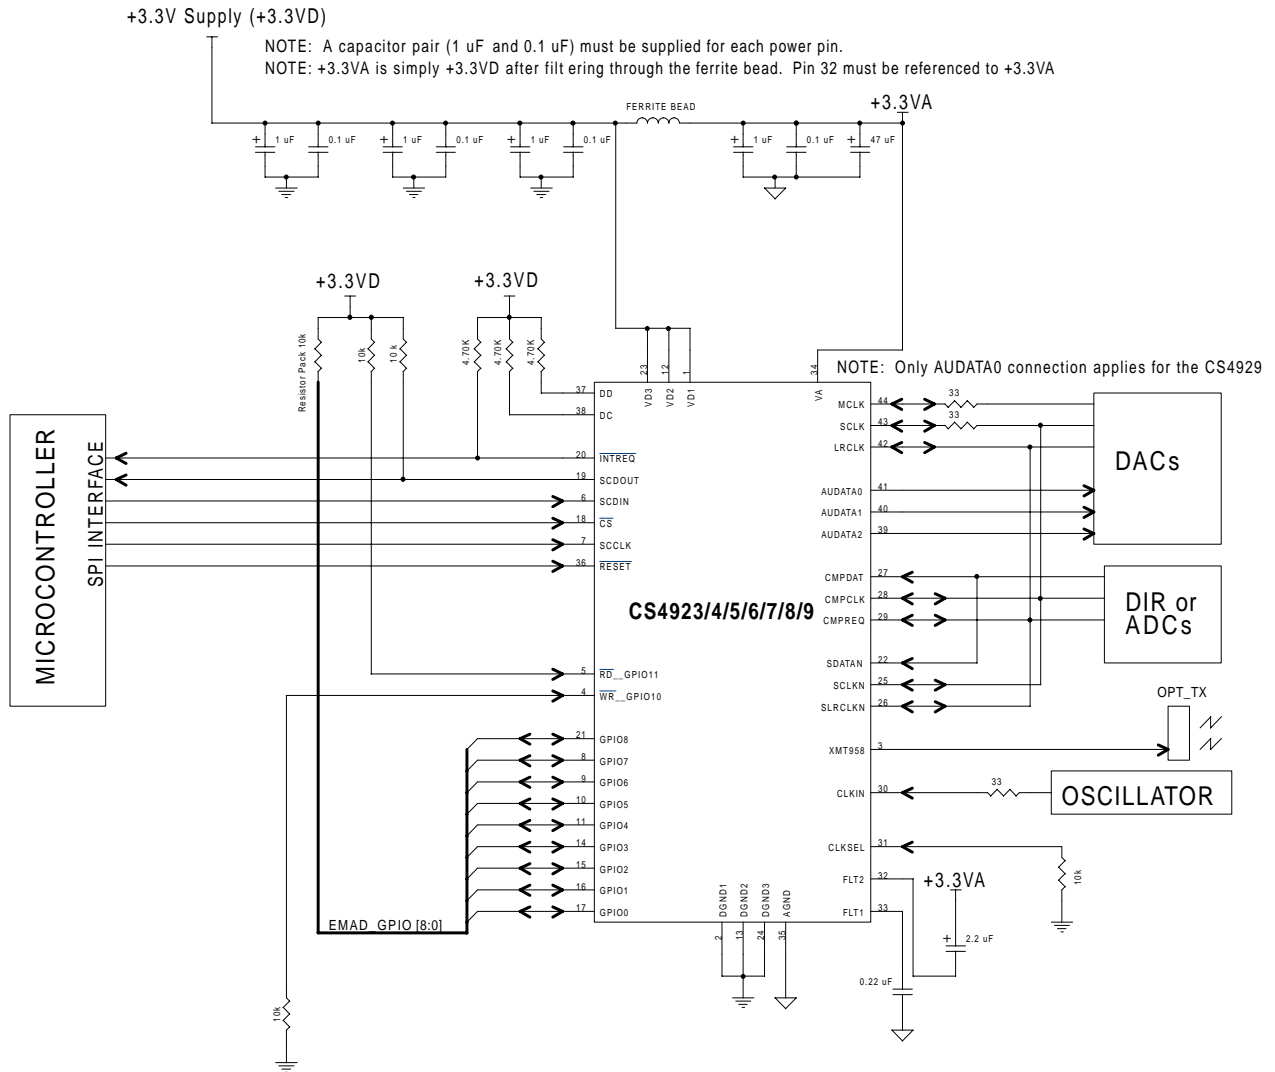 +3.3V Supply (+3.3VD)
NOTE: A capacitor pair (1 uF and 0.1 uF) must be supplied for each power pin.
NOTE: +3.3VA is simply +3.3VD after filt ering through the ferrite bead. Pin 32 must be referenced to +3.3VA
FERRITE BEAD
+3.3VA
+ 1 uF 0.1 uF + 1 uF 0.1 uF + 1 uF 0.1 uF + 1 uF 0.1 uF + 47 uF
+3.3VD
+3.3VD
Resistor Pack 10k
10k
10 k
4.70K
4.70K
4.70K
23
12
1
34
VD3
VD2
VD1
VA
NOTE: Only AUDATA0 connection applies for the CS4929
MICROCONTROLLER
SPI INTERFACE
37 DD
38 DC
20 INTREQ
19 SCDOUT
6 SCDIN
18 CS
7 SCCLK
36 RESET
5 RD__GPIO11
4 WR__GPIO10
21 GPIO8
8 GPIO7
9 GPIO6
10 GPIO5
11 GPIO4
14 GPIO3
15 GPIO2
16 GPIO1
17 GPIO0
EMAD_GPIO [8:0]
10k
CS4923/4/5/6/7/8/9
MCLK 44 33
SCLK 43 33
LRCLK 42
AUDATA0 41
AUDATA1 40
AUDATA2 39
DACs
CMPDAT 27
CMPCLK 28
CMPREQ 29
DIR or
ADCs
SDATAN 22
SCLKN 25
SLRCLKN 26
OPT_TX
XMT958 3
CLKIN 30 33
OSCILLATOR
CLKSEL 31
10k
FLT2 32
+3.3VA
FLT1 33
+ 2.2 uF
0.22 uF
DGND1
DGND2
DGND3
AGND
2
13
24
35